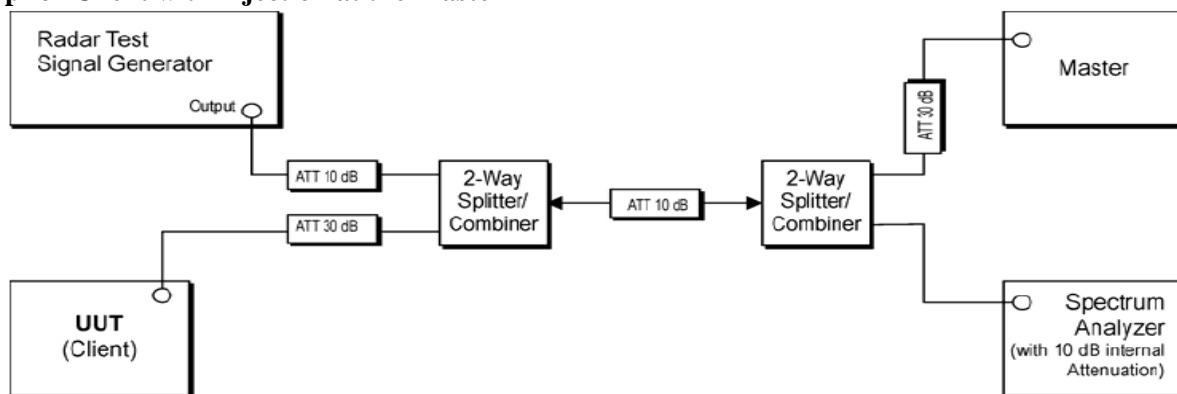 Radar Test
Signal Generator
Output
ATT 10 dB
ATT 30 dB
UUT
(Client)
2-Way
Splitter/
Combiner
ATT 10 dB
2-Way
Splitter/
Combiner
ATT 30 dB
Master
Spectrum
Analyzer
(with 10 dB internal
Attenuation)